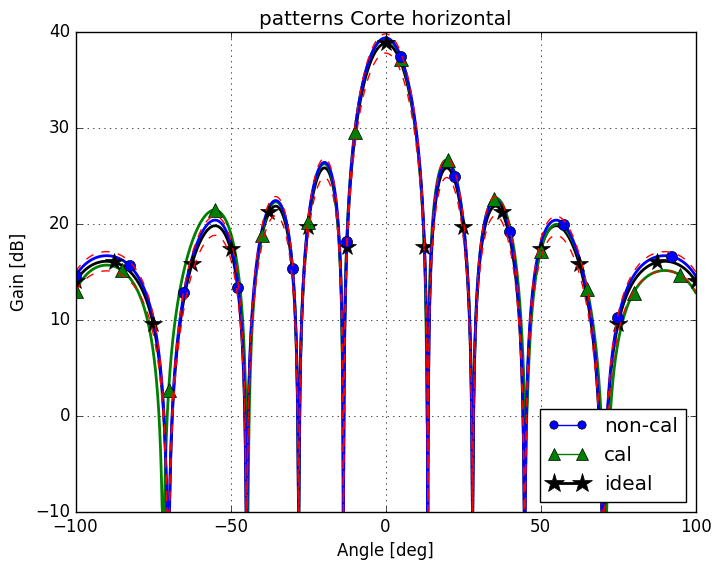 patterns Corte horizontal
40
30
20
10
0
−10
Gain [dB]
−100
−50
0
50
100
Angle [deg]
non-cal
cal
ideal